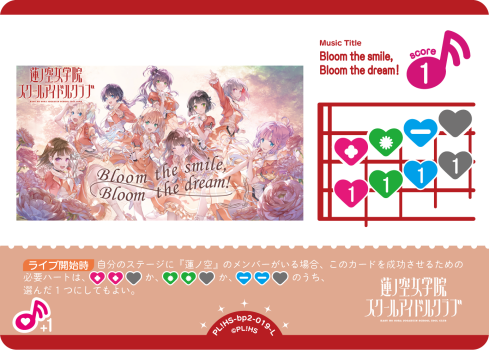 Music Title
Bloom the smile,
Bloom the dream!
score
1
蓮ノ空女学院
スクールアイドルクラブ
Bloom the smile,
Bloom the dream!
1
1
1
1
ライブ開始時 自分のステージに「蓮ノ空」のメンバーがいる場合、このカードを成功させるための
必要ハートは、か、か、のうち、
選んだ1つにしてもよい。
+1
蓮ノ空女学院
スクールアイドルクラブ
PL!HS-bp2-019-L
©PL!HS